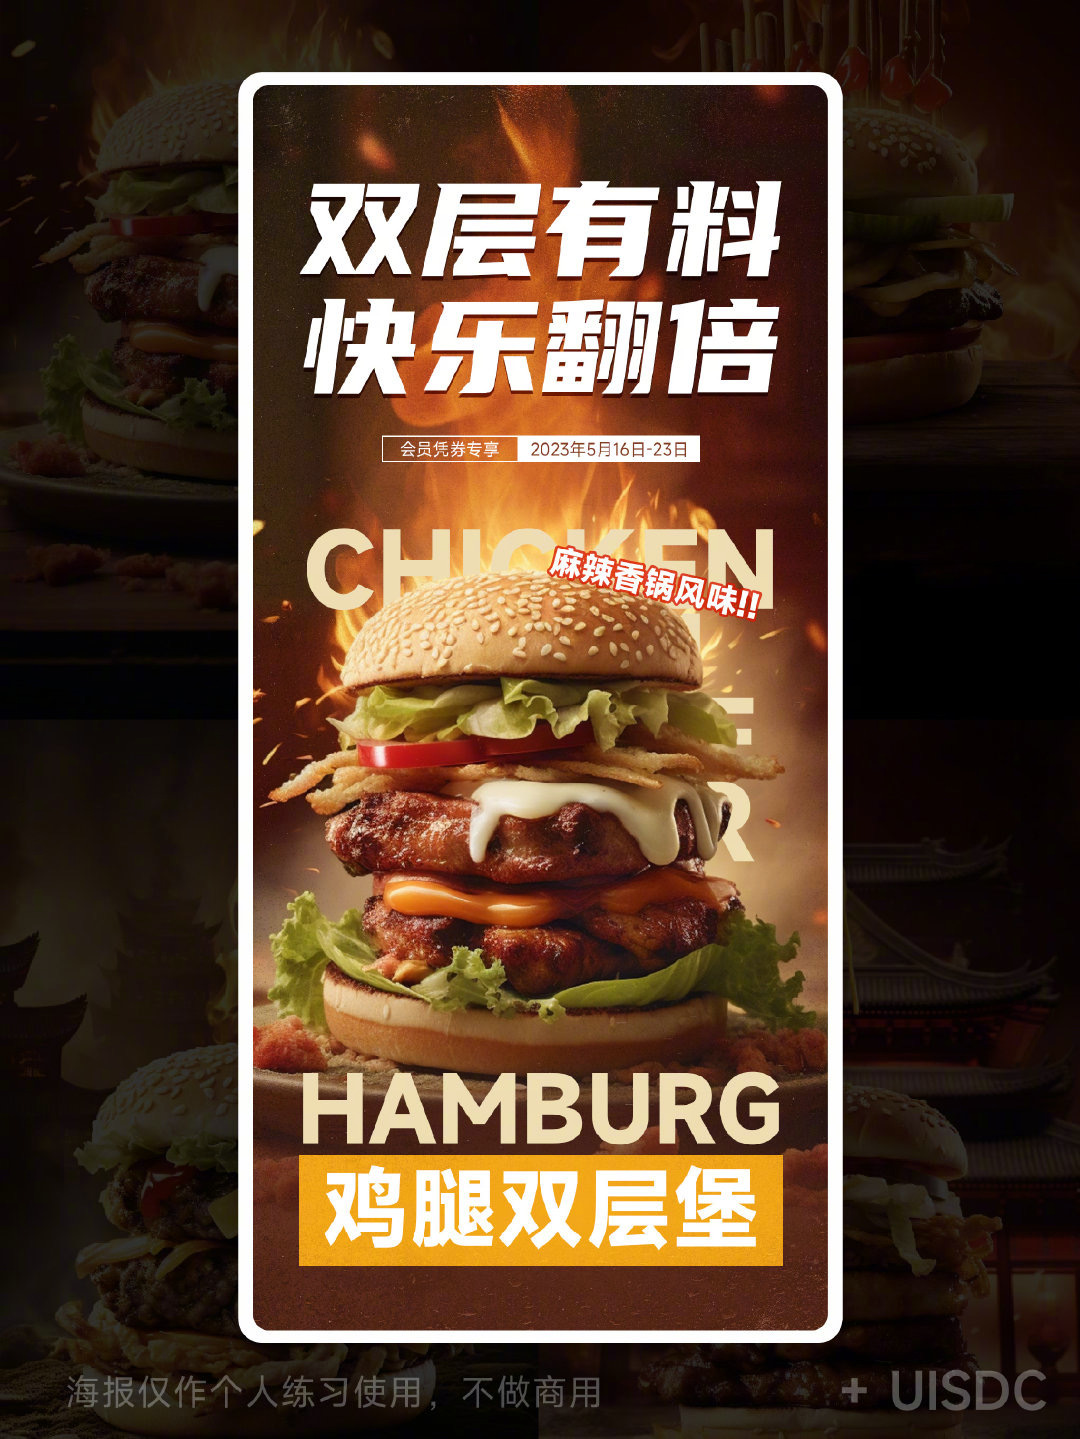 双层有料
快乐翻倍
会员凭券专享 2023年5月16日-23日
CHICKEN
麻辣香锅风味!!
HAMBURG
鸡腿双层堡
海报仅作个人练习使用，不做商用
+ UISDC